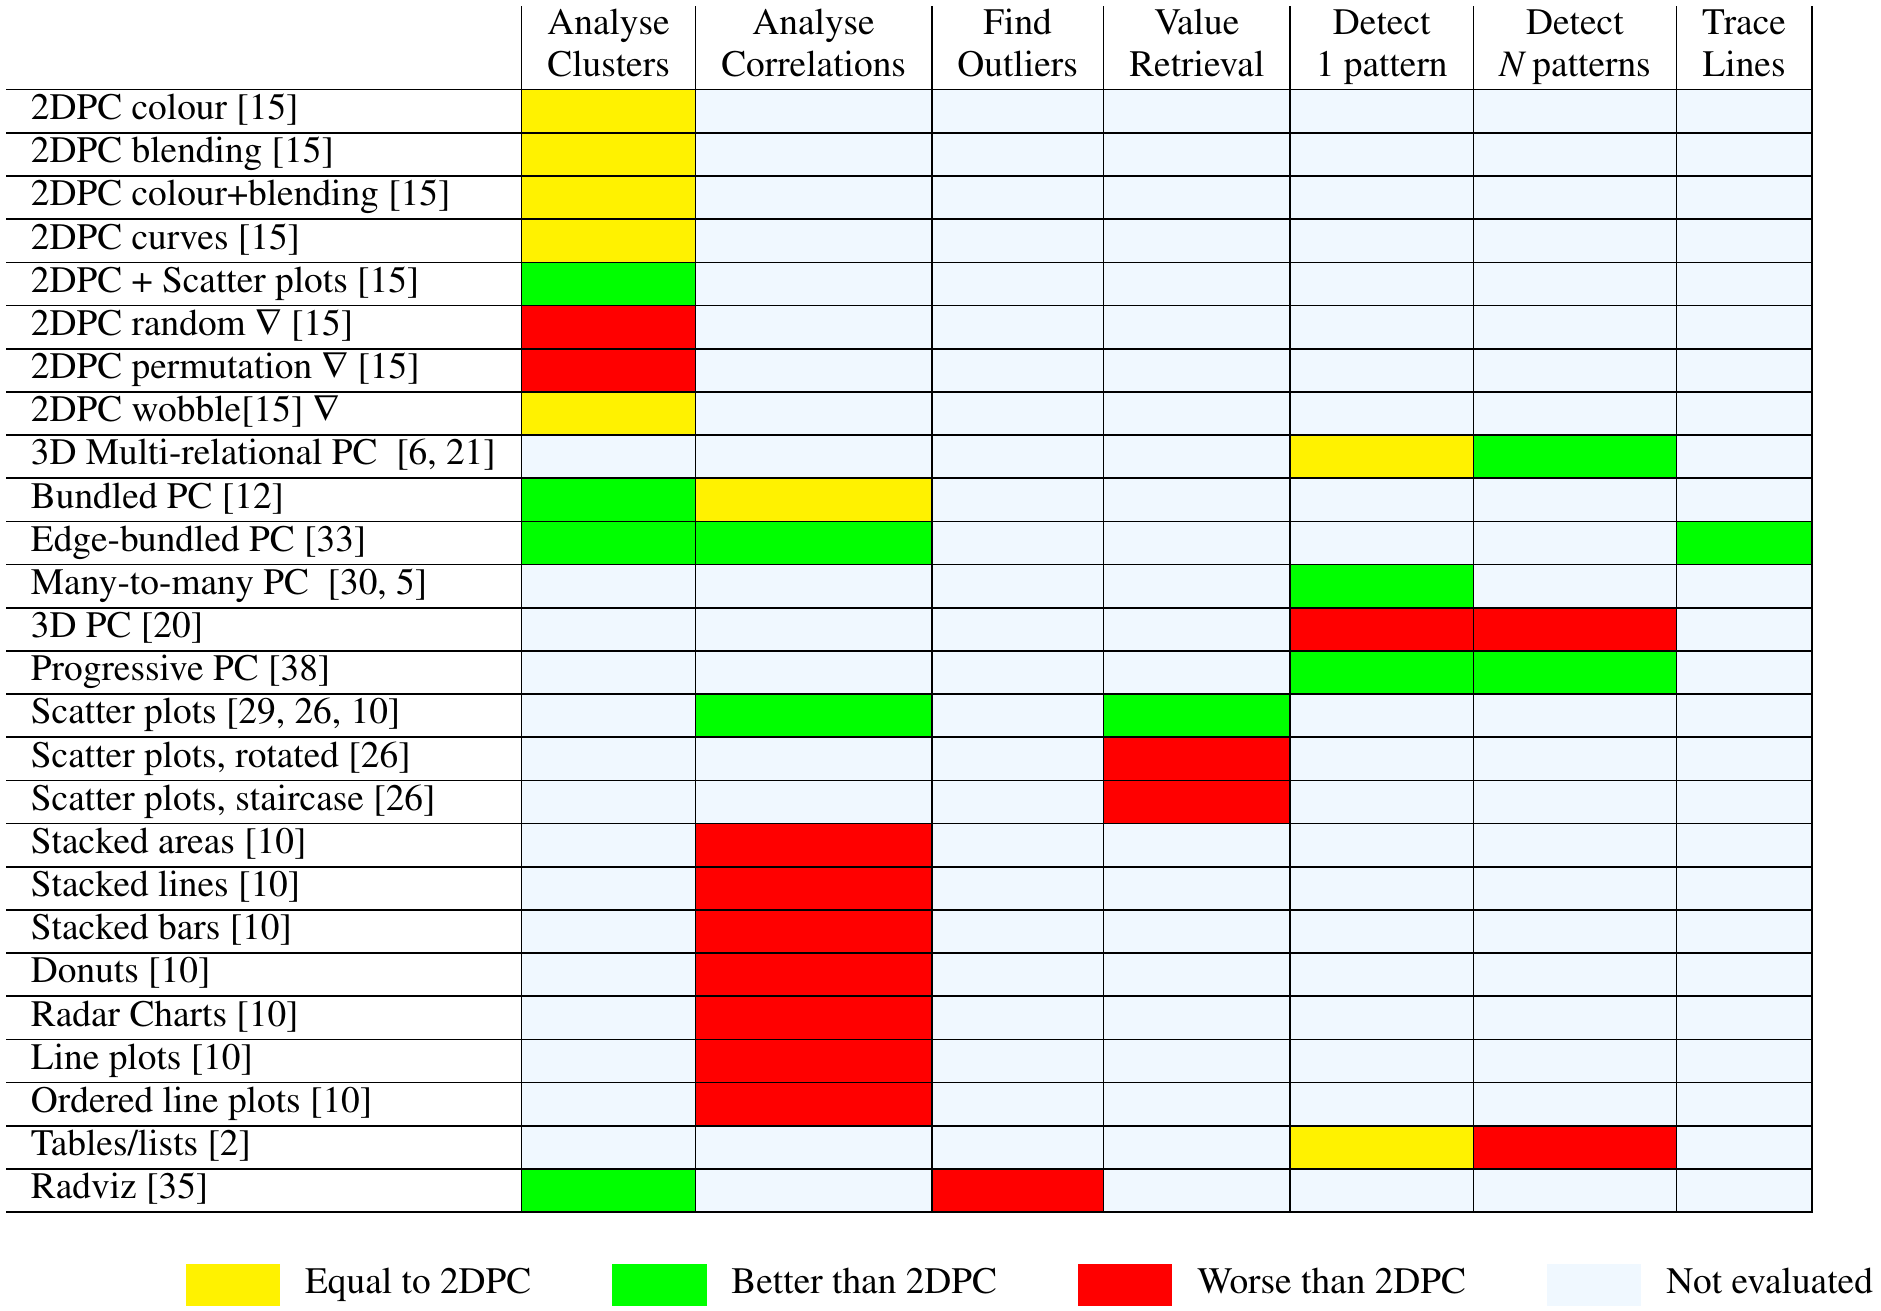 Analyse Analyse Find Value Detect Detect Trace
Clusters Correlations Outliers Retrieval 1 pattern N patterns Lines
2DPC colour [15]
2DPC blending [15]
2DPC colour+blending [15]
2DPC curves [15]
2DPC + Scatter plots [15]
2DPC random ∇ [15]
2DPC permutation ∇ [15]
2DPC wobble[15] ∇
3D Multi-relational PC [6, 21]
Bundled PC [12]
Edge-bundled PC [33]
Many-to-many PC [30, 5]
3D PC [20]
Progressive PC [38]
Scatter plots [29, 26, 10]
Scatter plots, rotated [26]
Scatter plots, staircase [26]
Stacked areas [10]
Stacked lines [10]
Stacked bars [10]
Donuts [10]
Radar Charts [10]
Line plots [10]
Ordered line plots [10]
Tables/lists [2]
Radviz [35]
Equal to 2DPC Better than 2DPC Worse than 2DPC Not evaluated